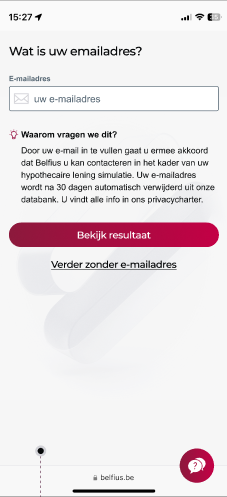 15:27
Wat is uw emailadres?
E-mailadres
uw e-mailadres
Waarom vragen we dit?
Door uw e-mail in te vullen gaat u ermee akkoord
dat Belfius u kan contacteren in het kader van uw
hypothecaire lening simulatie. Uw e-mailadres
wordt na 30 dagen automatisch verwijderd uit onze
databank. U vindt alle info in ons privacycharter.
Bekijk resultaat
Verder zonder e-mailadres
belfius.be